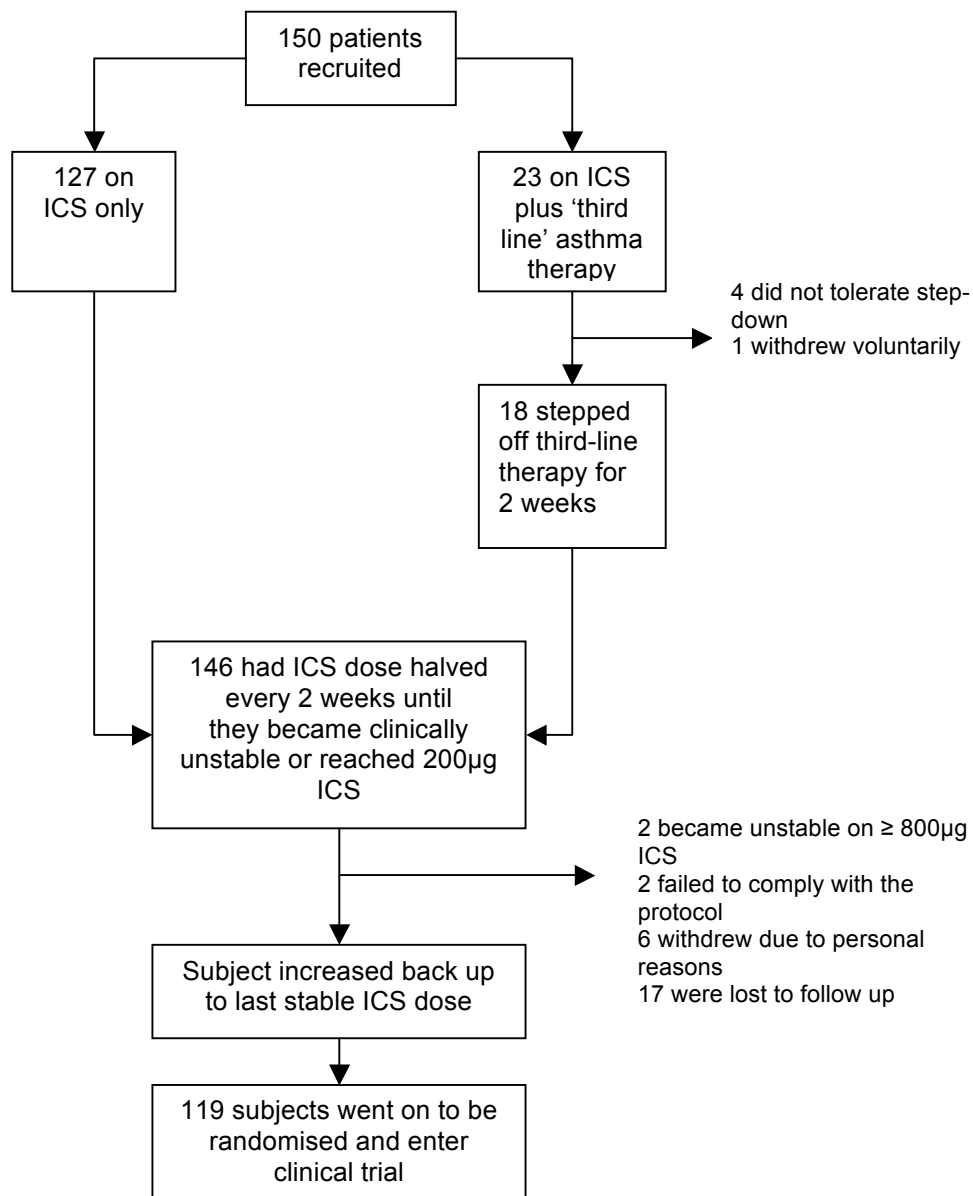 150 patients
recruited
127 on
ICS only
23 on ICS
plus ‘third
line’ asthma
therapy
4 did not tolerate step-
down
1 withdrew voluntarily
18 stepped
off third-line
therapy for
2 weeks
146 had ICS dose halved
every 2 weeks until
they became clinically
unstable or reached 200µg
ICS
2 became unstable on ≥ 800µg
ICS
2 failed to comply with the
protocol
6 withdrew due to personal
reasons
17 were lost to follow up
Subject increased back up
to last stable ICS dose
119 subjects went on to be
randomised and enter
clinical trial